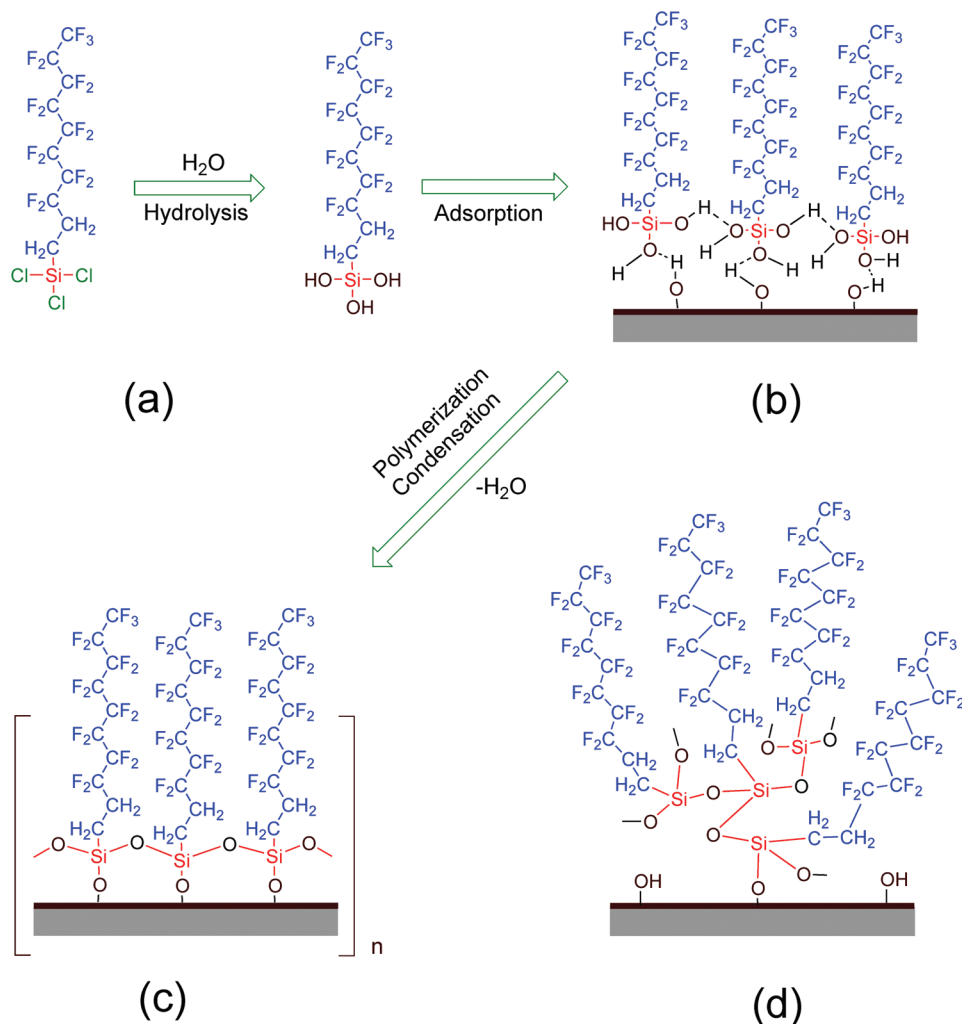 CF₃
F₂C
CF₂
F₂C
CF₂
F₂C
CF₂
F₂C
CH₂
H₂C
Cl Si Cl
Cl
(a)
H₂O
Hydrolysis
CF₃
F₂C
CF₂
F₂C
CF₂
F₂C
CF₂
F₂C
CH₂
H₂C
HO Si OH
OH
Adsorption
CF₃ CF₃ CF₃
F₂C F₂C F₂C
CF₂ CF₂ CF₂
F₂C F₂C F₂C
CF₂ CF₂ CF₂
F₂C F₂C F₂C
CF₂ CF₂ CF₂
F₂C F₂C F₂C
CH₂ CH₂ CH₂
H₂C H₂C H₂C
H H
HO Si O O Si O O Si OH
O H O H O H
H H H H H
O O O
(b)
Polymerization
Condensation
-H₂O
CF₃ CF₃ CF₃
F₂C F₂C F₂C
CF₂ CF₂ CF₂
F₂C F₂C F₂C
CF₂ CF₂ CF₂
F₂C F₂C F₂C
CF₂ CF₂ CF₂
F₂C F₂C F₂C
CH₂ CH₂ CH₂
H₂C H₂C H₂C
O Si O Si O Si O
O O O
n
(c)
CF₃
F₂C
CF₂
F₂C
CF₂
F₂C
CF₂
F₂C
CH₂
H₂C
CF₃
F₂C
CF₂
F₂C
CF₂
F₂C
CF₂
F₂C
CH₂
H₂C
CF₃
F₂C
CF₂
F₂C
CF₂
F₂C
CF₂
F₂C
CH₂
H₂C
CF₃
F₂C
CF₂
F₂C
CF₂
F₂C
CF₂
F₂C
H₂
C
CH₂
O O Si O
O Si O Si O
O Si
O O
OH OH
(d)